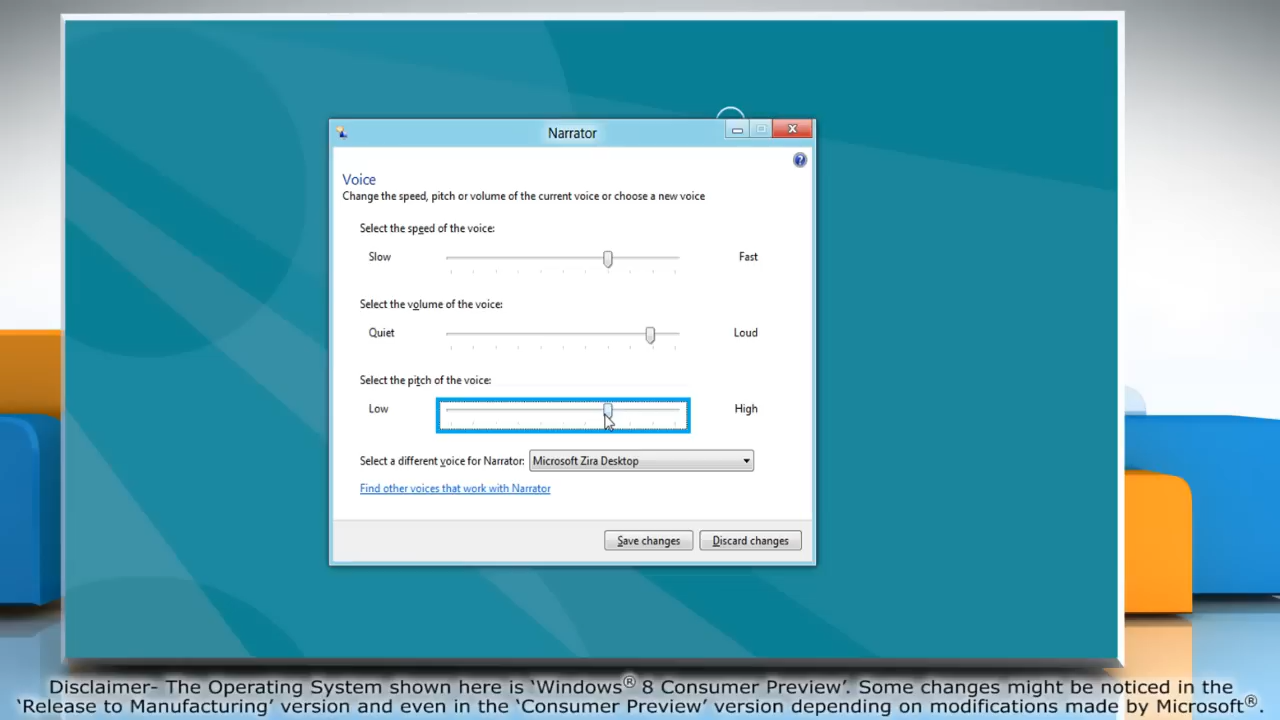 Narrator
Voice
Change the speed, pitch or volume of the current voice or choose a new voice
Select the speed of the voice:
Slow Fast
Select the volume of the voice:
Quiet Loud
Select the pitch of the voice:
Low High
Select a different voice for Narrator: Microsoft Zira Desktop
Find other voices that work with Narrator
Save changes Discard changes
Disclaimer- The Operating System shown here is ‘Windows® 8 Consumer Preview’. Some changes might be noticed in the
‘Release to Manufacturing’ version and even in the ‘Consumer Preview’ version depending on modifications made by Microsoft®.